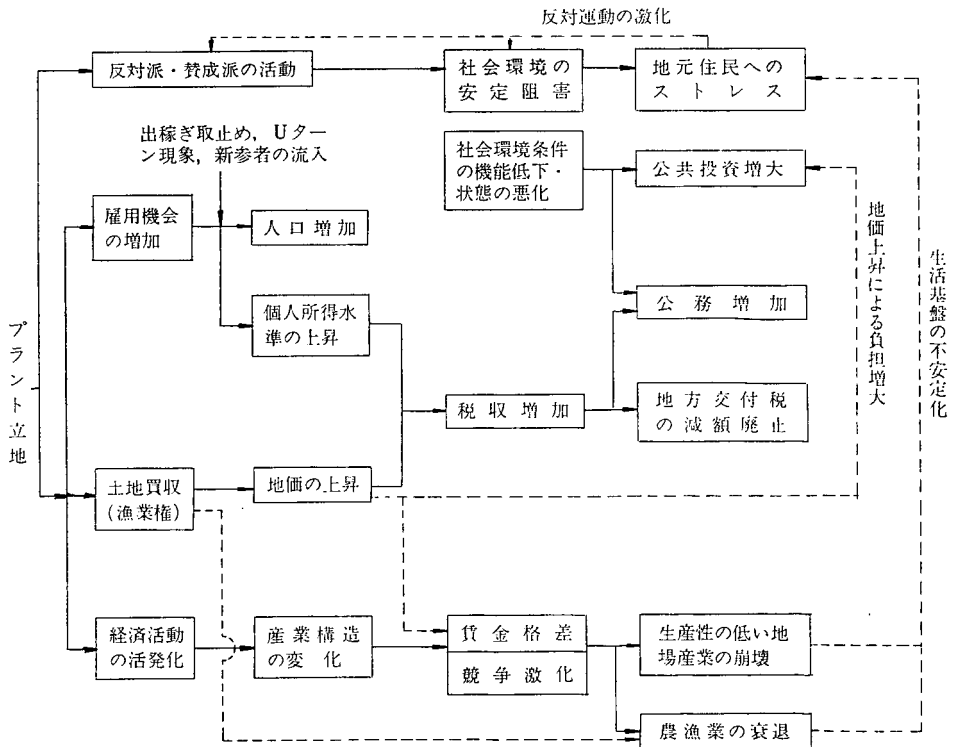 反対運動の激化
反対派・賛成派の活動
社会環境の
安定阻害
地元住民への
ストレス
出稼ぎ取止め，Uター
ン現象，新参者の流入
社会環境条件
の機能低下・
状態の悪化
公共投資増大
雇用機会
の増加
人口増加
公務増加
個人所得水
準の上昇
地価上昇による負担増大
生活基盤の不安定化
プラント立地
税収増加
地方交付税
の減額廃止
土地買収
(漁業権)
地価の上昇
経済活動
の活発化
産業構造
の変化
賃金格差
競争激化
生産性の低い地
場産業の崩壊
農漁業の衰退